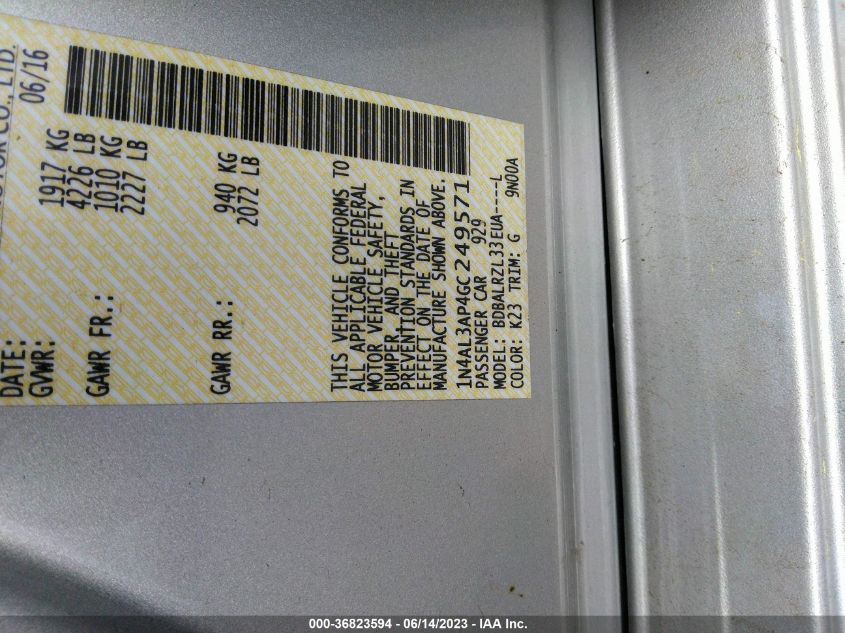 MOTOR CO., LTD.
DATE: 06/16
GVWR: 1917 KG
4226 LB
GAWR FR.: 1010 KG
2227 LB
GAWR RR.: 940 KG
2072 LB
THIS VEHICLE CONFORMS TO
ALL APPLICABLE FEDERAL
MOTOR VEHICLE SAFETY,
BUMPER, AND THEFT
PREVENTION STANDARDS IN
EFFECT ON THE DATE OF
MANUFACTURE SHOWN ABOVE.
1N4AL3AP4GC249571
PASSENGER CAR 929
MODEL: BDBALRZL33EUA----L
COLOR: K23 TRIM: G 9N00A
000-36823594 - 06/14/2023 - IAA Inc.